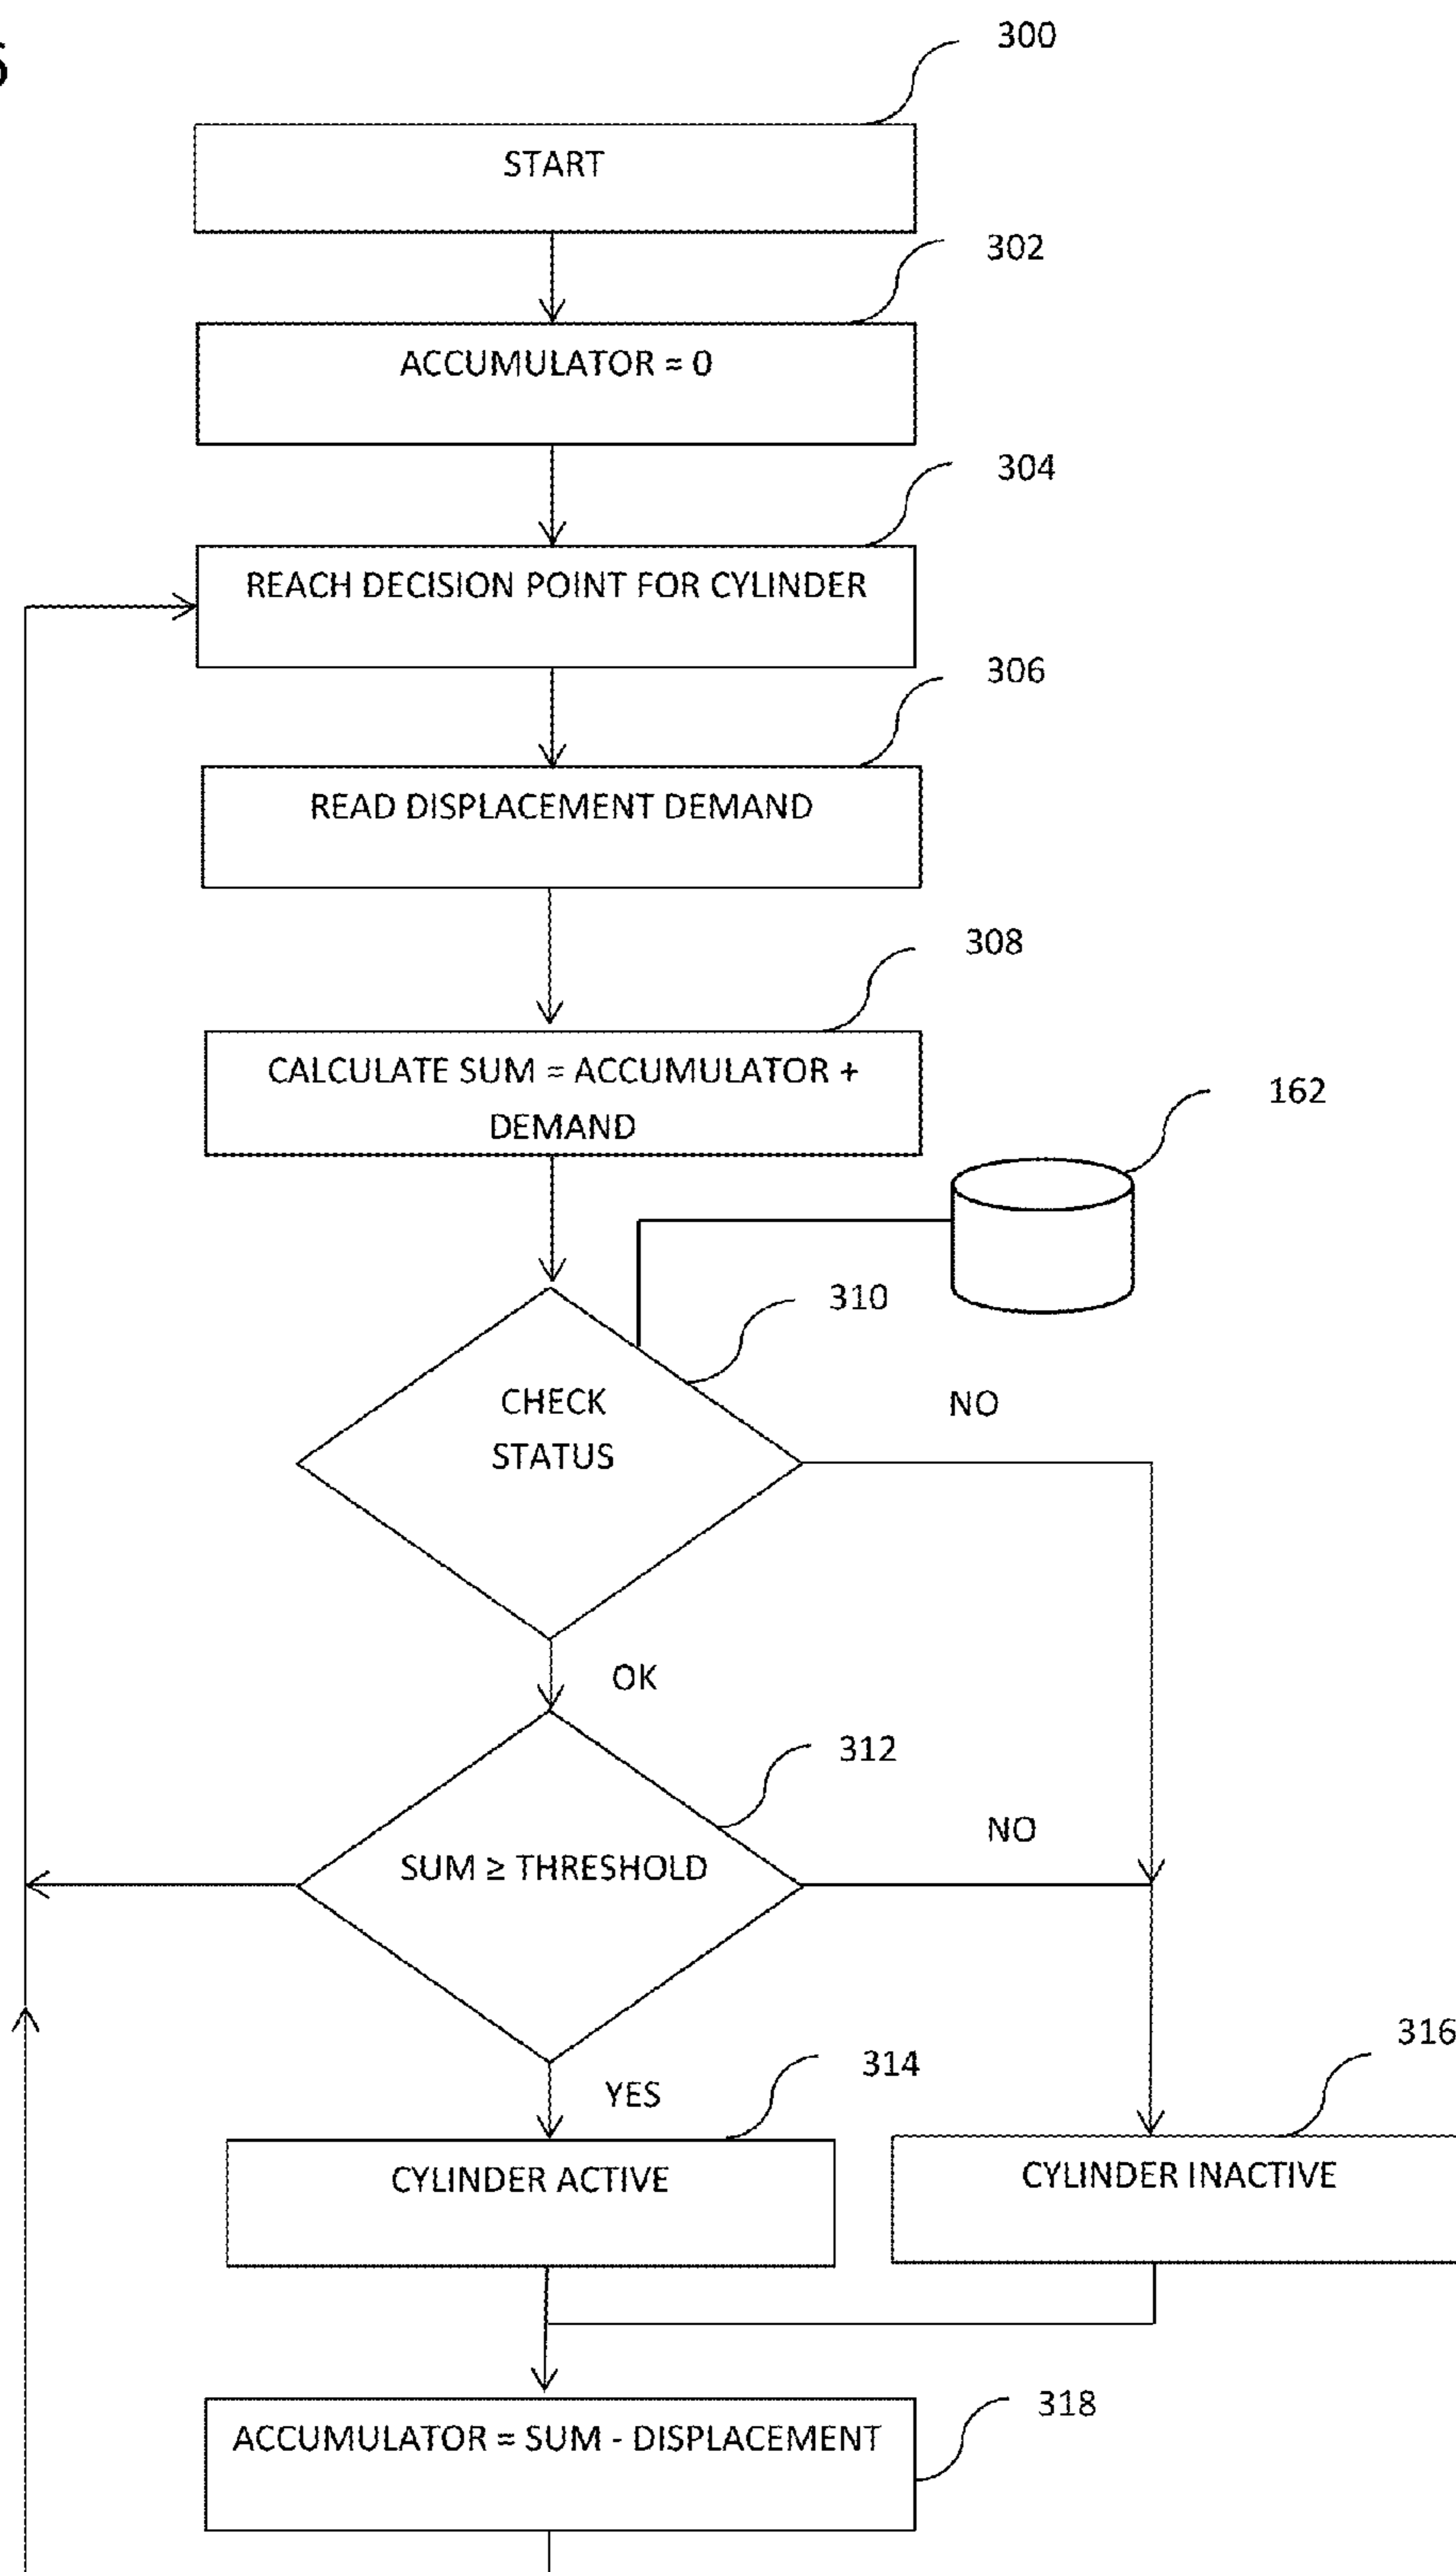 300
START
302
ACCUMULATOR = 0
304
REACH DECISION POINT FOR CYLINDER
306
READ DISPLACEMENT DEMAND
308
CALCULATE SUM = ACCUMULATOR +
DEMAND
162
310
CHECK
STATUS
NO
OK
312
SUM ≥ THRESHOLD
NO
YES
314
316
CYLINDER ACTIVE
CYLINDER INACTIVE
318
ACCUMULATOR = SUM - DISPLACEMENT